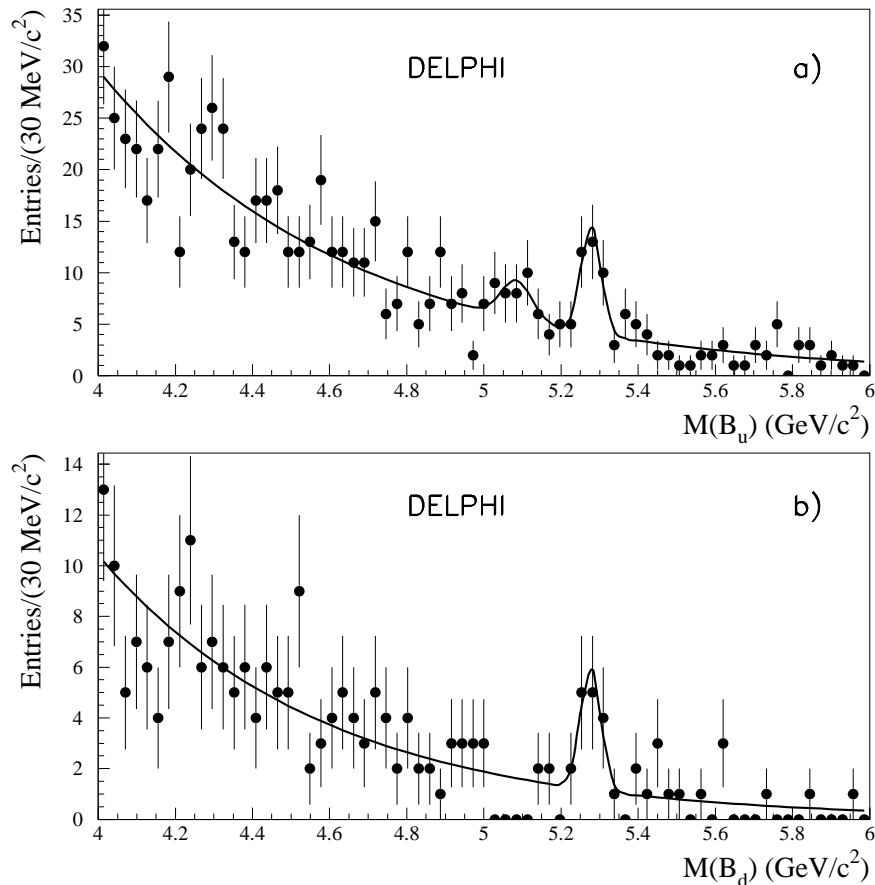 Entries/(30 MeV/c²)
35
30
25
20
15
10
5
0
DELPHI
a)
4 4.2 4.4 4.6 4.8 5 5.2 5.4 5.6 5.8 6
M(B_u) (GeV/c²)
Entries/(30 MeV/c²)
14
12
10
8
6
4
2
0
DELPHI
b)
4 4.2 4.4 4.6 4.8 5 5.2 5.4 5.6 5.8 6
M(B_d) (GeV/c²)